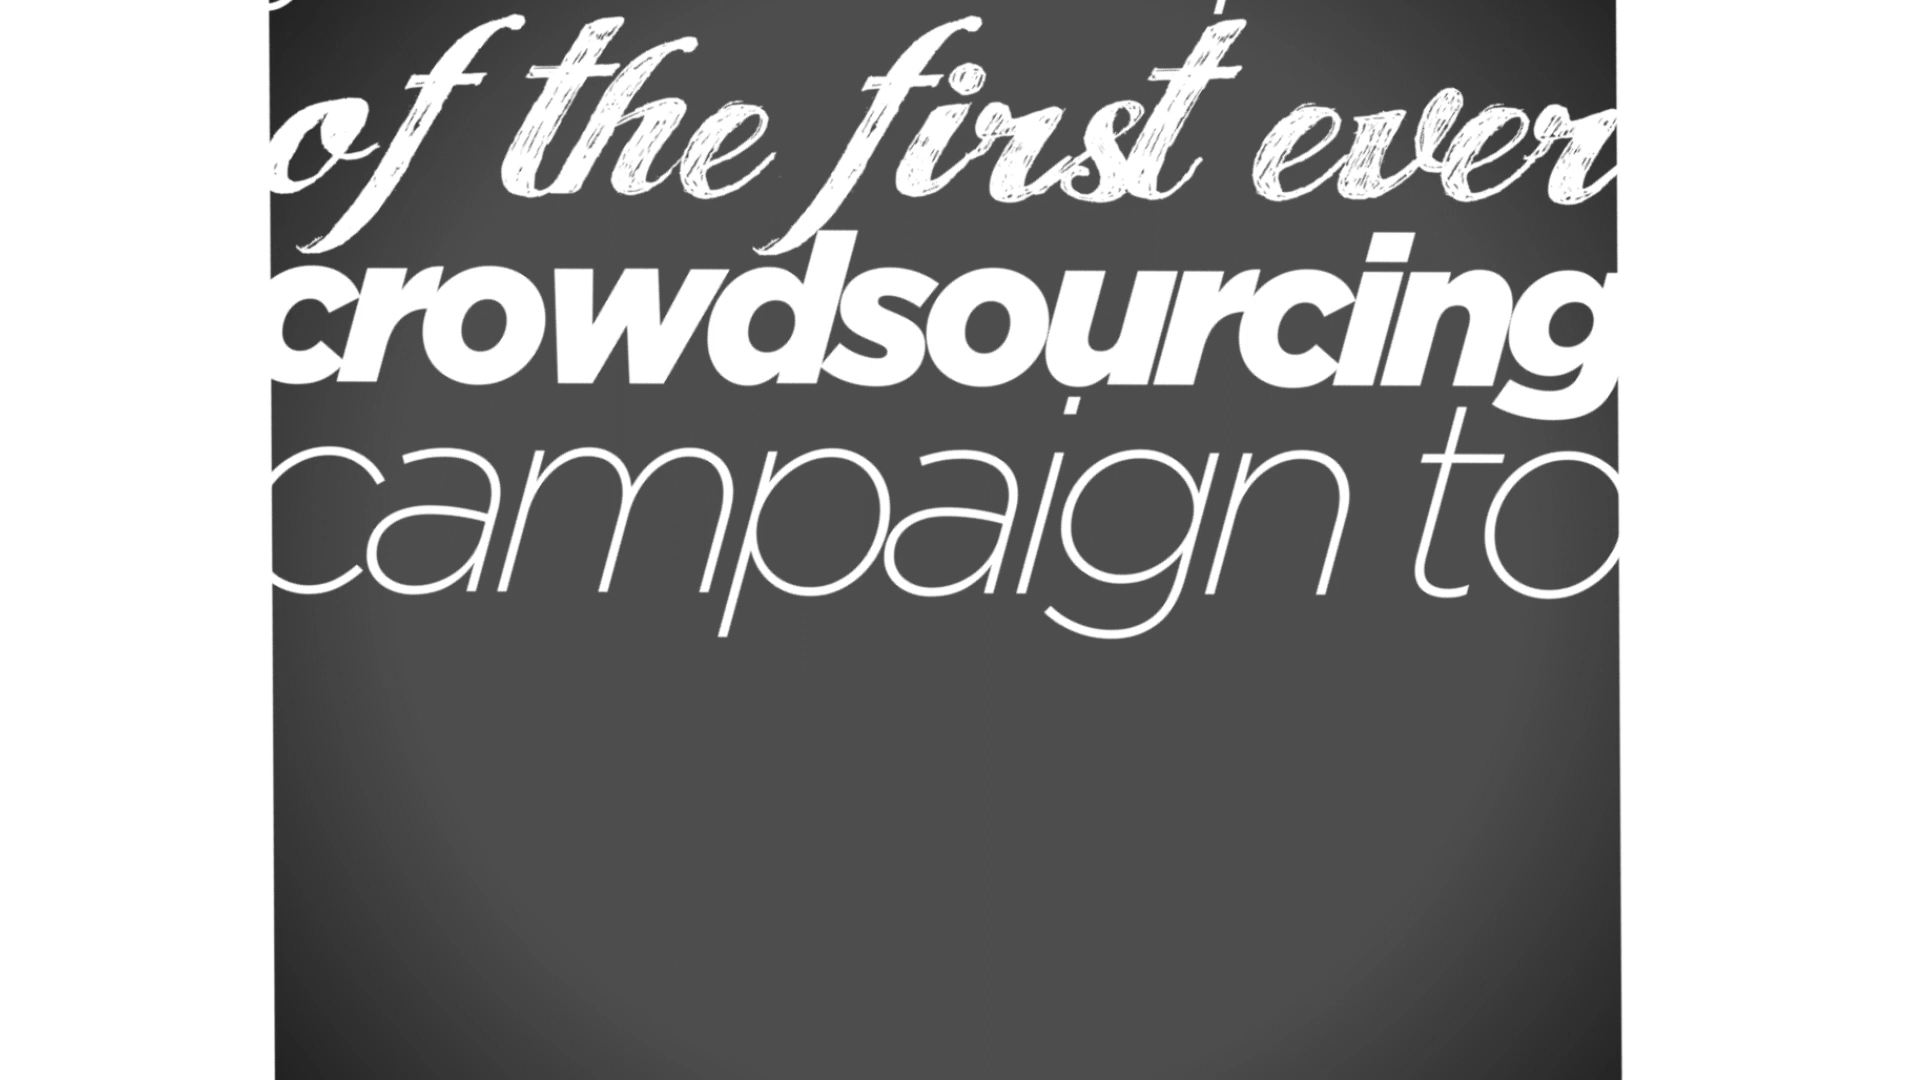 of the first ever
crowdsourcing
campaign to